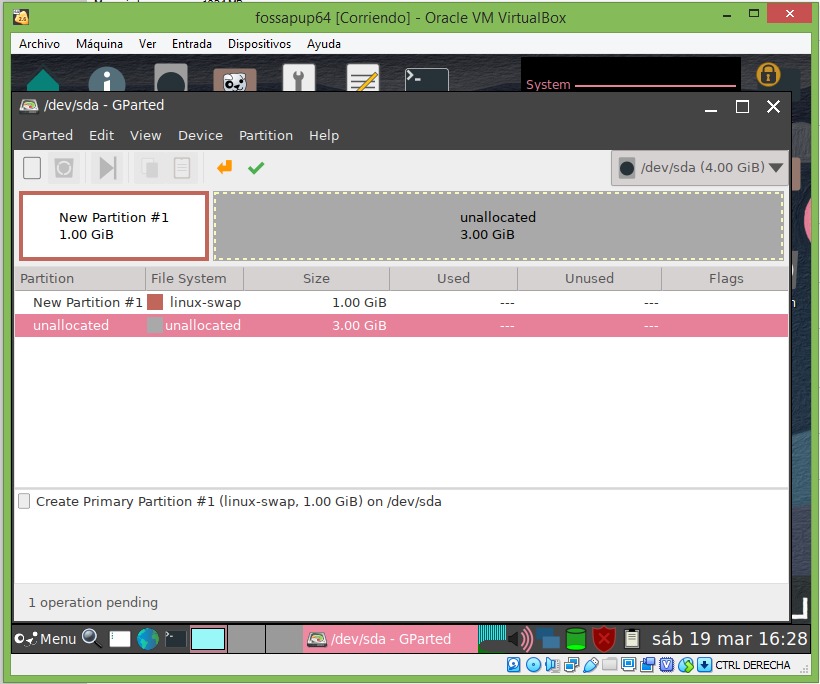 fossapup64 [Corriendo] - Oracle VM VirtualBox
Archivo Máquina Ver Entrada Dispositivos Ayuda
System
/dev/sda - GParted
GParted Edit View Device Partition Help
/dev/sda (4.00 GiB)
New Partition #1
1.00 GiB
unallocated
3.00 GiB
Partition File System Size Used Unused Flags
New Partition #1 linux-swap 1.00 GiB --- ---
unallocated unallocated 3.00 GiB --- ---
Create Primary Partition #1 (linux-swap, 1.00 GiB) on /dev/sda
1 operation pending
Menu /dev/sda - GParted sáb 19 mar 16:28
CTRL DERECHA